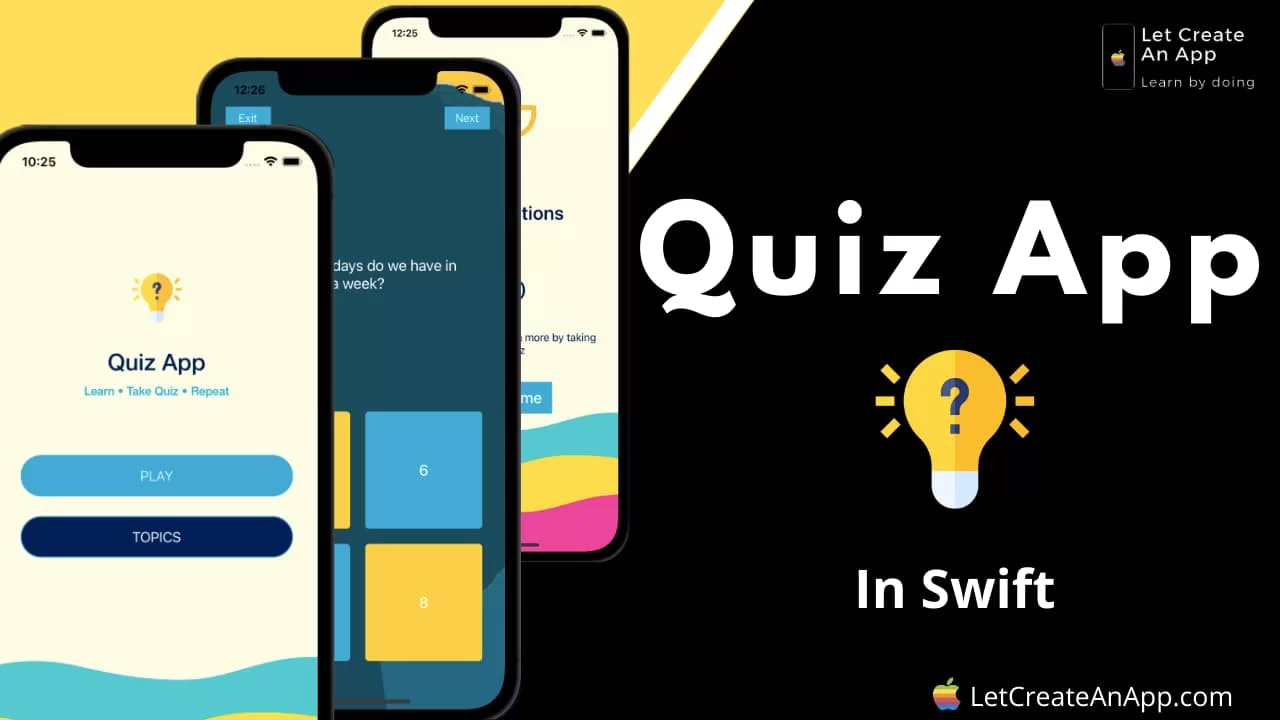 10:25
?
Quiz App
Learn • Take Quiz • Repeat
PLAY
TOPICS
12:26
Exit
Next
days do we have in
a week?
6
8
12:25
tions
)
more by taking
z
me
Let Create
An App
Learn by doing
Quiz App
?
In Swift
LetCreateAnApp.com